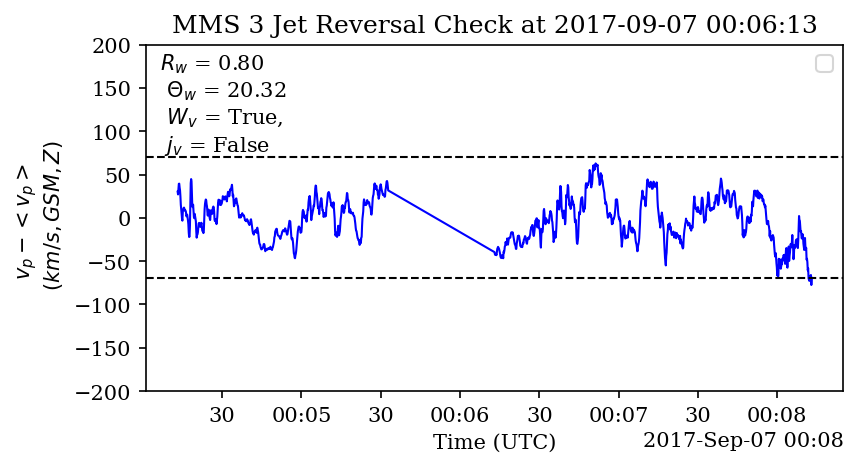 MMS 3 Jet Reversal Check at 2017-09-07 00:06:13
R_w = 0.80
Θ_w = 20.32
W_v = True,
j_v = False
200
150
100
50
0
−50
−100
−150
−200
v_p − < v_p >
(km/s, GSM, Z)
30 00:05 30 00:06 30 00:07 30 00:08
Time (UTC)
2017-Sep-07 00:08